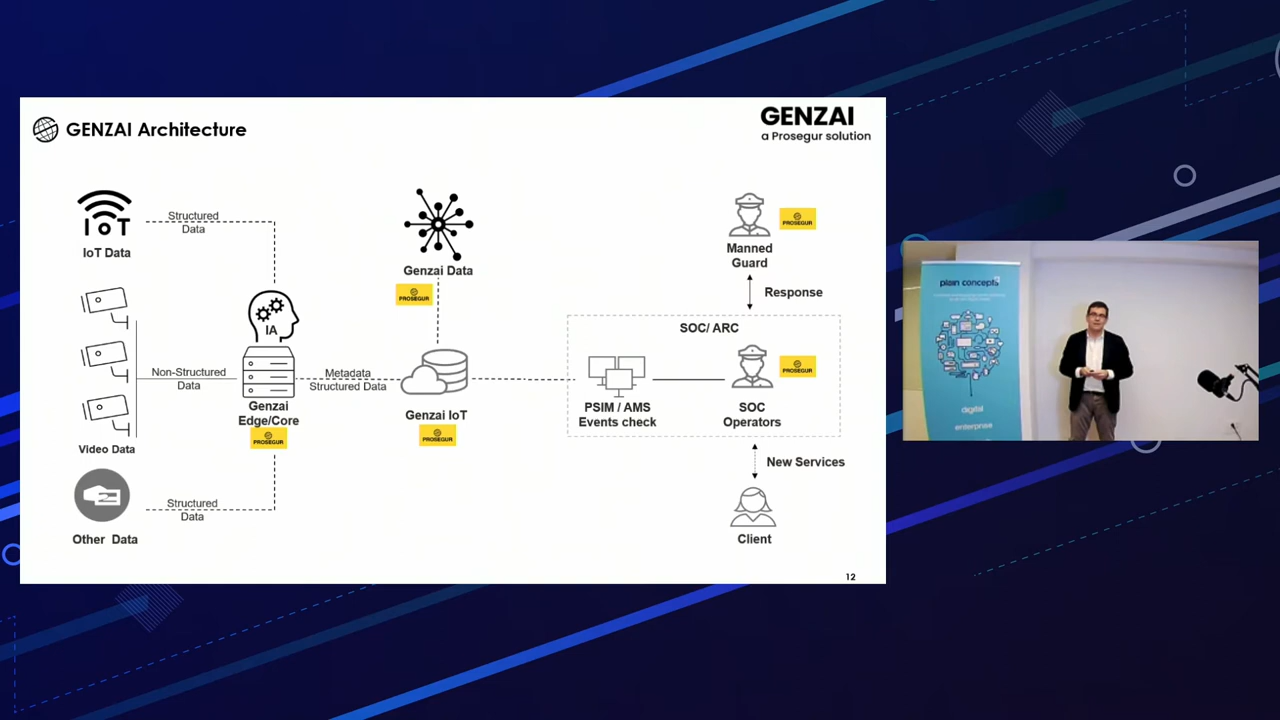 GENZAI Architecture
GENZAI
a Prosegur solution
IoT
IoT Data
Structured
Data
Genzai Data
PROSEGUR
PROSEGUR
Manned
Guard
Response
Video Data
Non-Structured
Data
IA
Genzai
Edge/Core
PROSEGUR
Metadata
Structured Data
Genzai IoT
PROSEGUR
SOC/ ARC
PSIM / AMS
Events check
PROSEGUR
SOC
Operators
New Services
Client
Structured
Data
Other Data
12
plain concepts
digital
enterprise